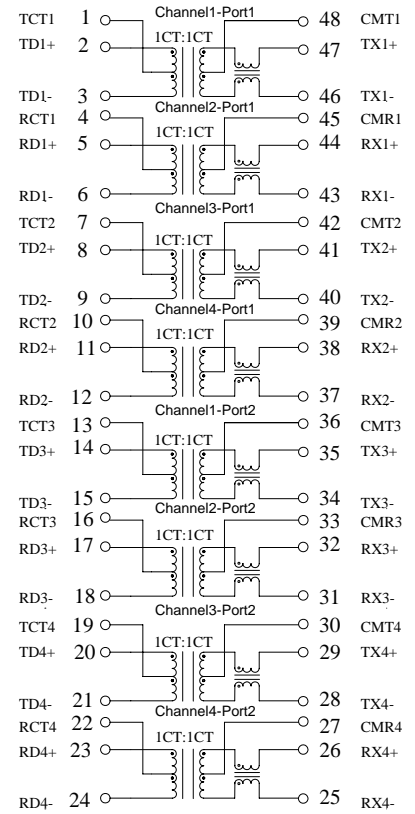 Channel1-Port1
TCT1 1 48 CMT1
TD1+ 2 1CT:1CT 47 TX1+
TD1- 3 46 TX1-
Channel2-Port1
RCT1 4 45 CMR1
RD1+ 5 1CT:1CT 44 RX1+
RD1- 6 43 RX1-
Channel3-Port1
TCT2 7 42 CMT2
TD2+ 8 1CT:1CT 41 TX2+
TD2- 9 40 TX2-
Channel4-Port1
RCT2 10 39 CMR2
RD2+ 11 1CT:1CT 38 RX2+
RD2- 12 37 RX2-
Channel1-Port2
TCT3 13 36 CMT3
TD3+ 14 1CT:1CT 35 TX3+
TD3- 15 34 TX3-
Channel2-Port2
RCT3 16 33 CMR3
RD3+ 17 1CT:1CT 32 RX3+
RD3- 18 31 RX3-
Channel3-Port2
TCT4 19 30 CMT4
TD4+ 20 1CT:1CT 29 TX4+
TD4- 21 28 TX4-
Channel4-Port2
RCT4 22 27 CMR4
RD4+ 23 1CT:1CT 26 RX4+
RD4- 24 25 RX4-